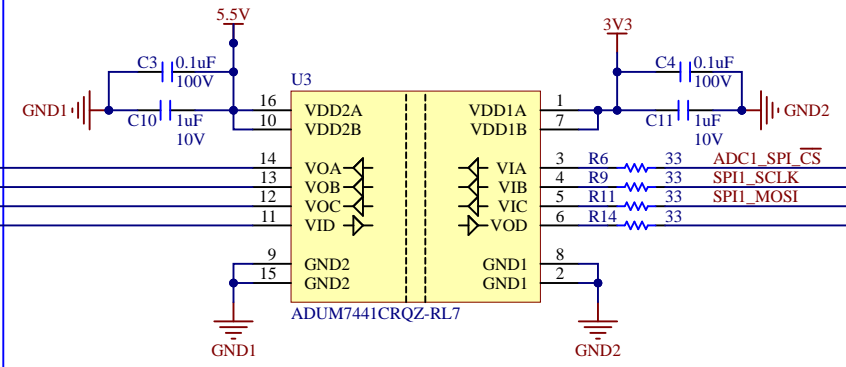 5.5V
3V3
C3
0.1uF
100V
C4
0.1uF
100V
U3
GND1
C10
1uF
10V
C11
1uF
10V
GND2
16
VDD2A
VDD1A
1
10
VDD2B
VDD1B
7
14
VOA
VIA
3
R6
33
ADC1_SPI_CS
13
VOB
VIB
4
R9
33
SPI1_SCLK
12
VOC
VIC
5
R11
33
SPI1_MOSI
11
VID
VOD
6
R14
33
9
GND2
GND1
8
15
GND2
GND1
2
ADUM7441CRQZ-RL7
GND1
GND2